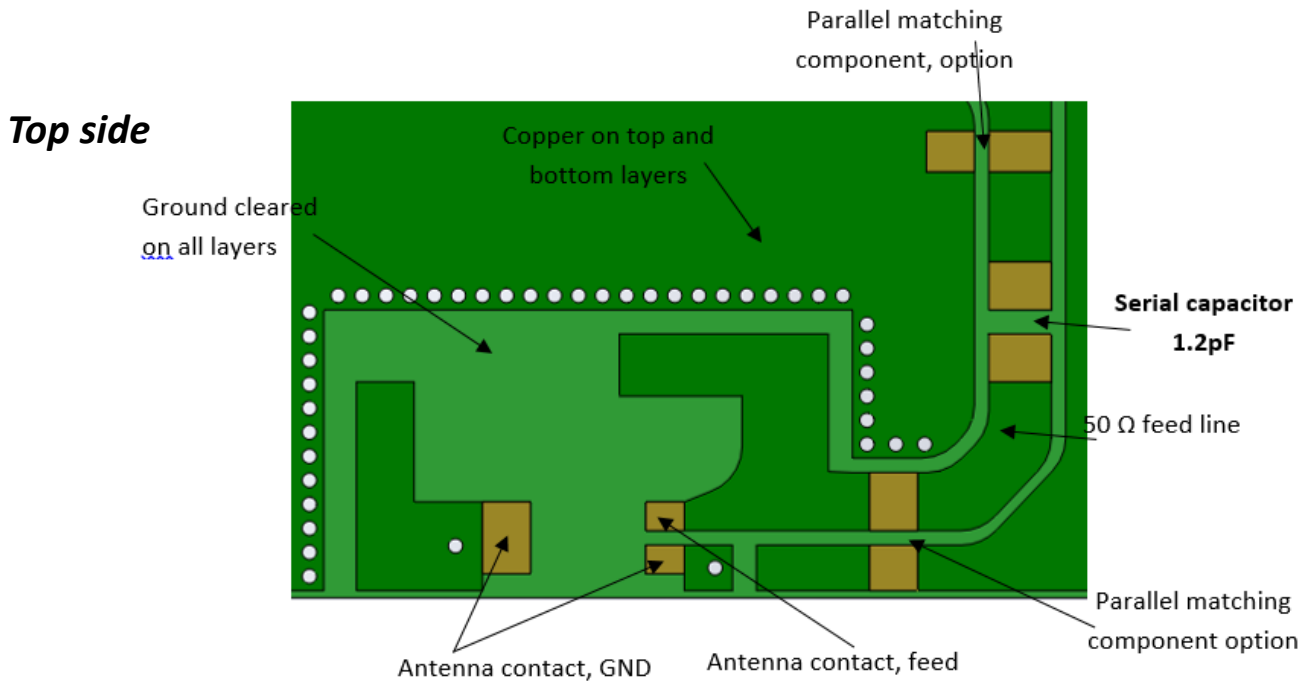 Parallel matching
component, option
Top side
Copper on top and
bottom layers
Ground cleared
on all layers
Serial capacitor
1.2pF
50 Ω feed line
Parallel matching
component option
Antenna contact, GND
Antenna contact, feed